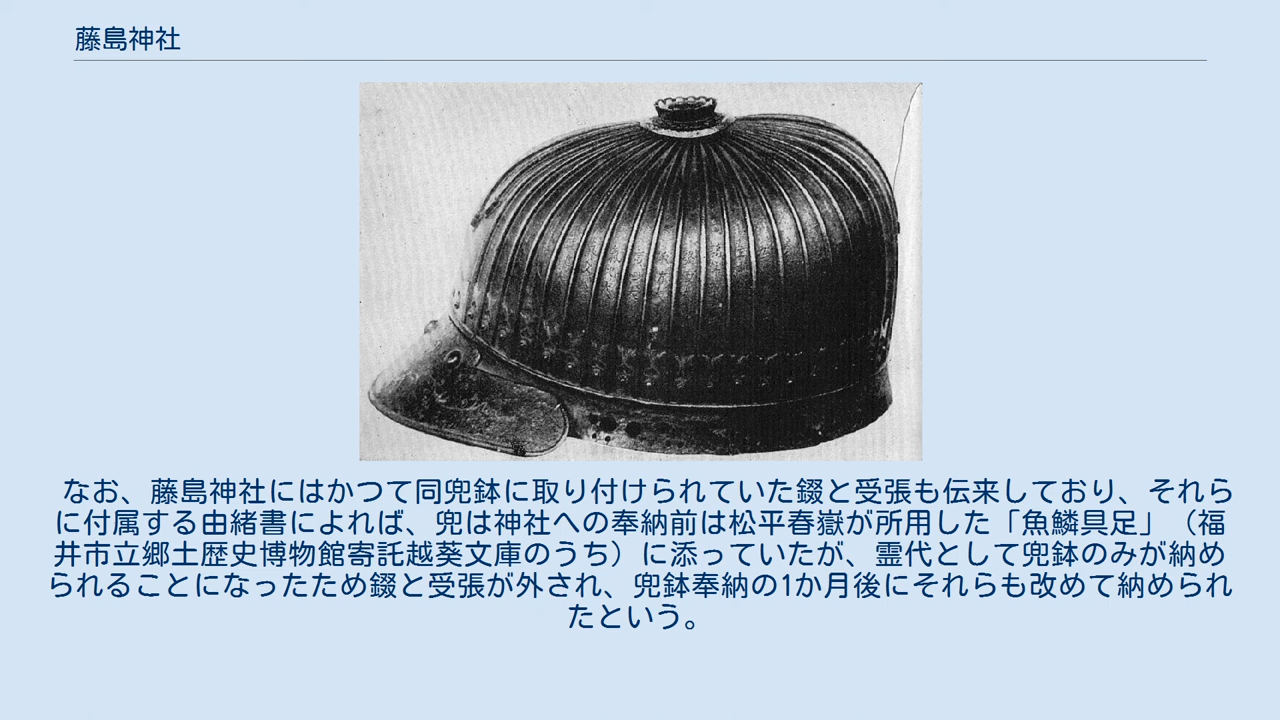 藤島神社
なお、藤島神社にはかつて同兜鉢に取り付けられていた錣と受張も伝来しており、それら
に付属する由緒書によれば、兜は神社への奉納前は松平春嶽が所用した「魚鱗具足」（福
井市立郷土歴史博物館寄託越葵文庫のうち）に添っていたが、霊代として兜鉢のみが納め
られることになったため錣と受張が外され、兜鉢奉納の1か月後にそれらも改めて納められ
たという。